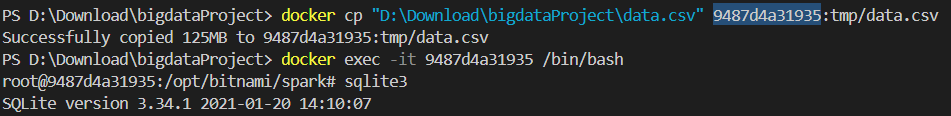 PS D:\Download\bigdataProject> docker cp "D:\Download\bigdataProject\data.csv" 9487d4a31935:tmp/data.csv
Successfully copied 125MB to 9487d4a31935:tmp/data.csv
PS D:\Download\bigdataProject> docker exec -it 9487d4a31935 /bin/bash
root@9487d4a31935:/opt/bitnami/spark# sqlite3
SQLite version 3.34.1 2021-01-20 14:10:07